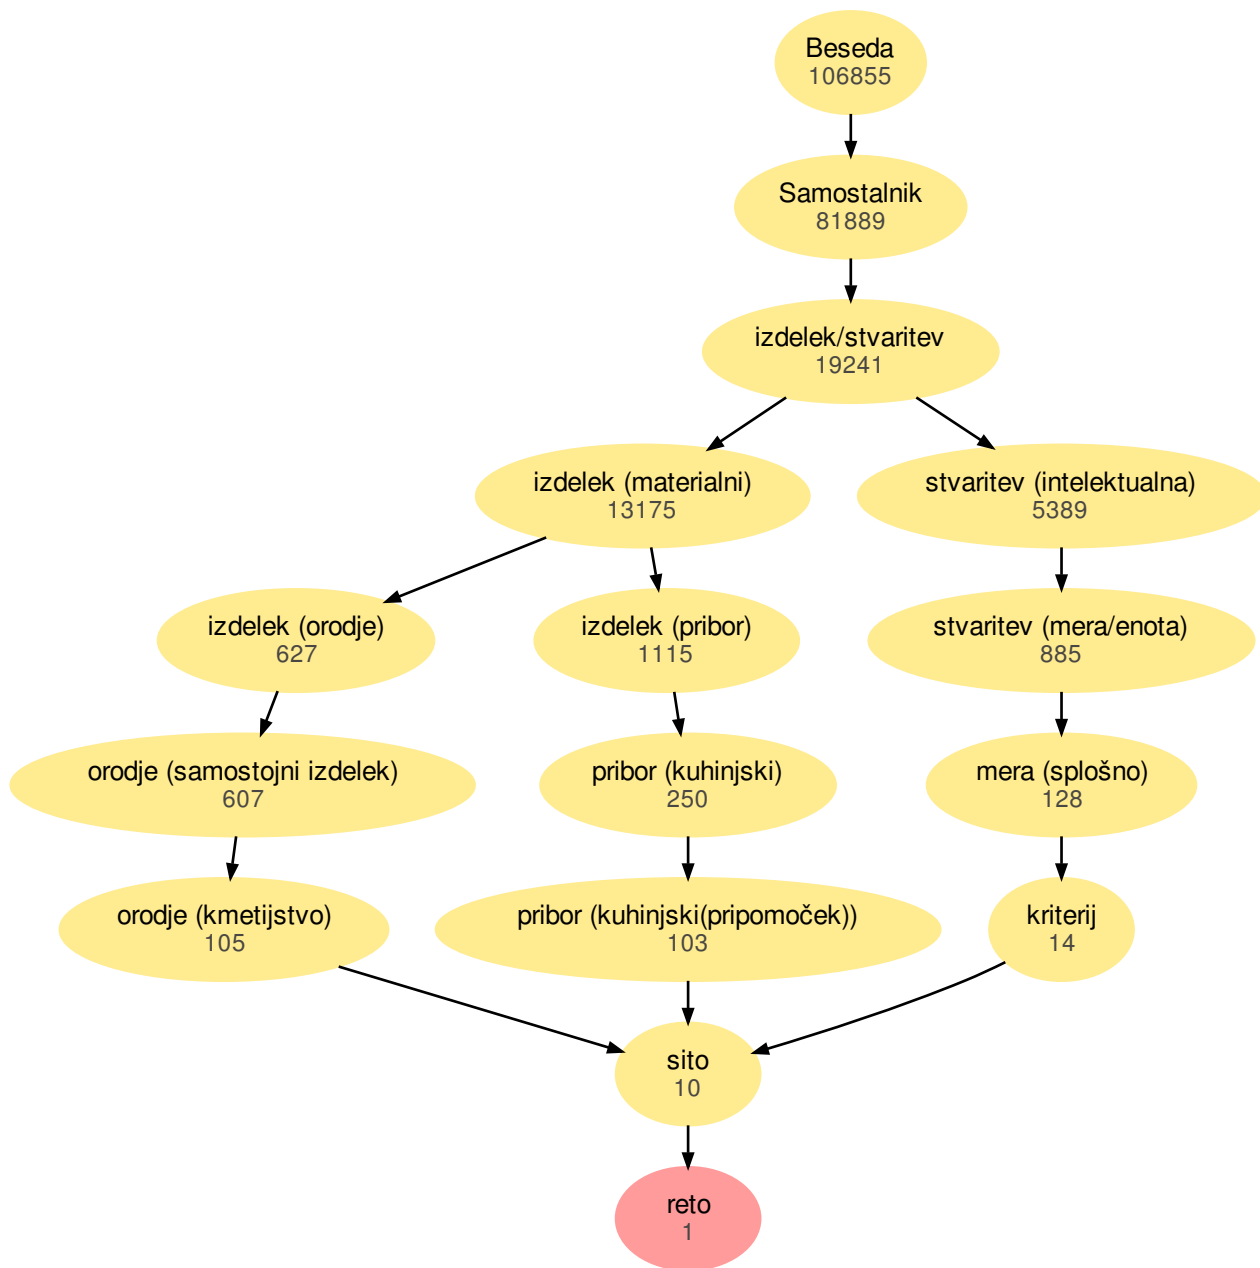 Beseda
106855
Samostalnik
81889
izdelek/stvaritev
19241
izdelek (materialni)
13175
stvaritev (intelektualna)
5389
izdelek (orodje)
627
izdelek (pribor)
1115
stvaritev (mera/enota)
885
orodje (samostojni izdelek)
607
pribor (kuhinjski)
250
mera (splošno)
128
orodje (kmetijstvo)
105
pribor (kuhinjski(pripomoček))
103
kriterij
14
sito
10
reto
1